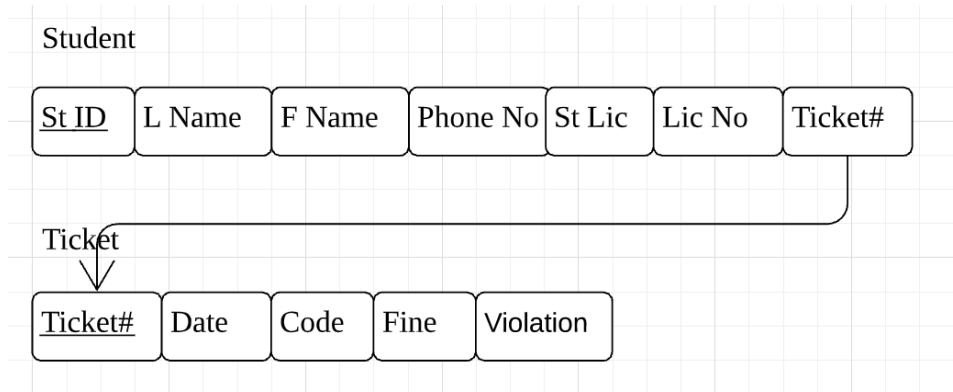 Student
St ID L Name F Name Phone No St Lic Lic No Ticket#
Ticket
Ticket# Date Code Fine Violation